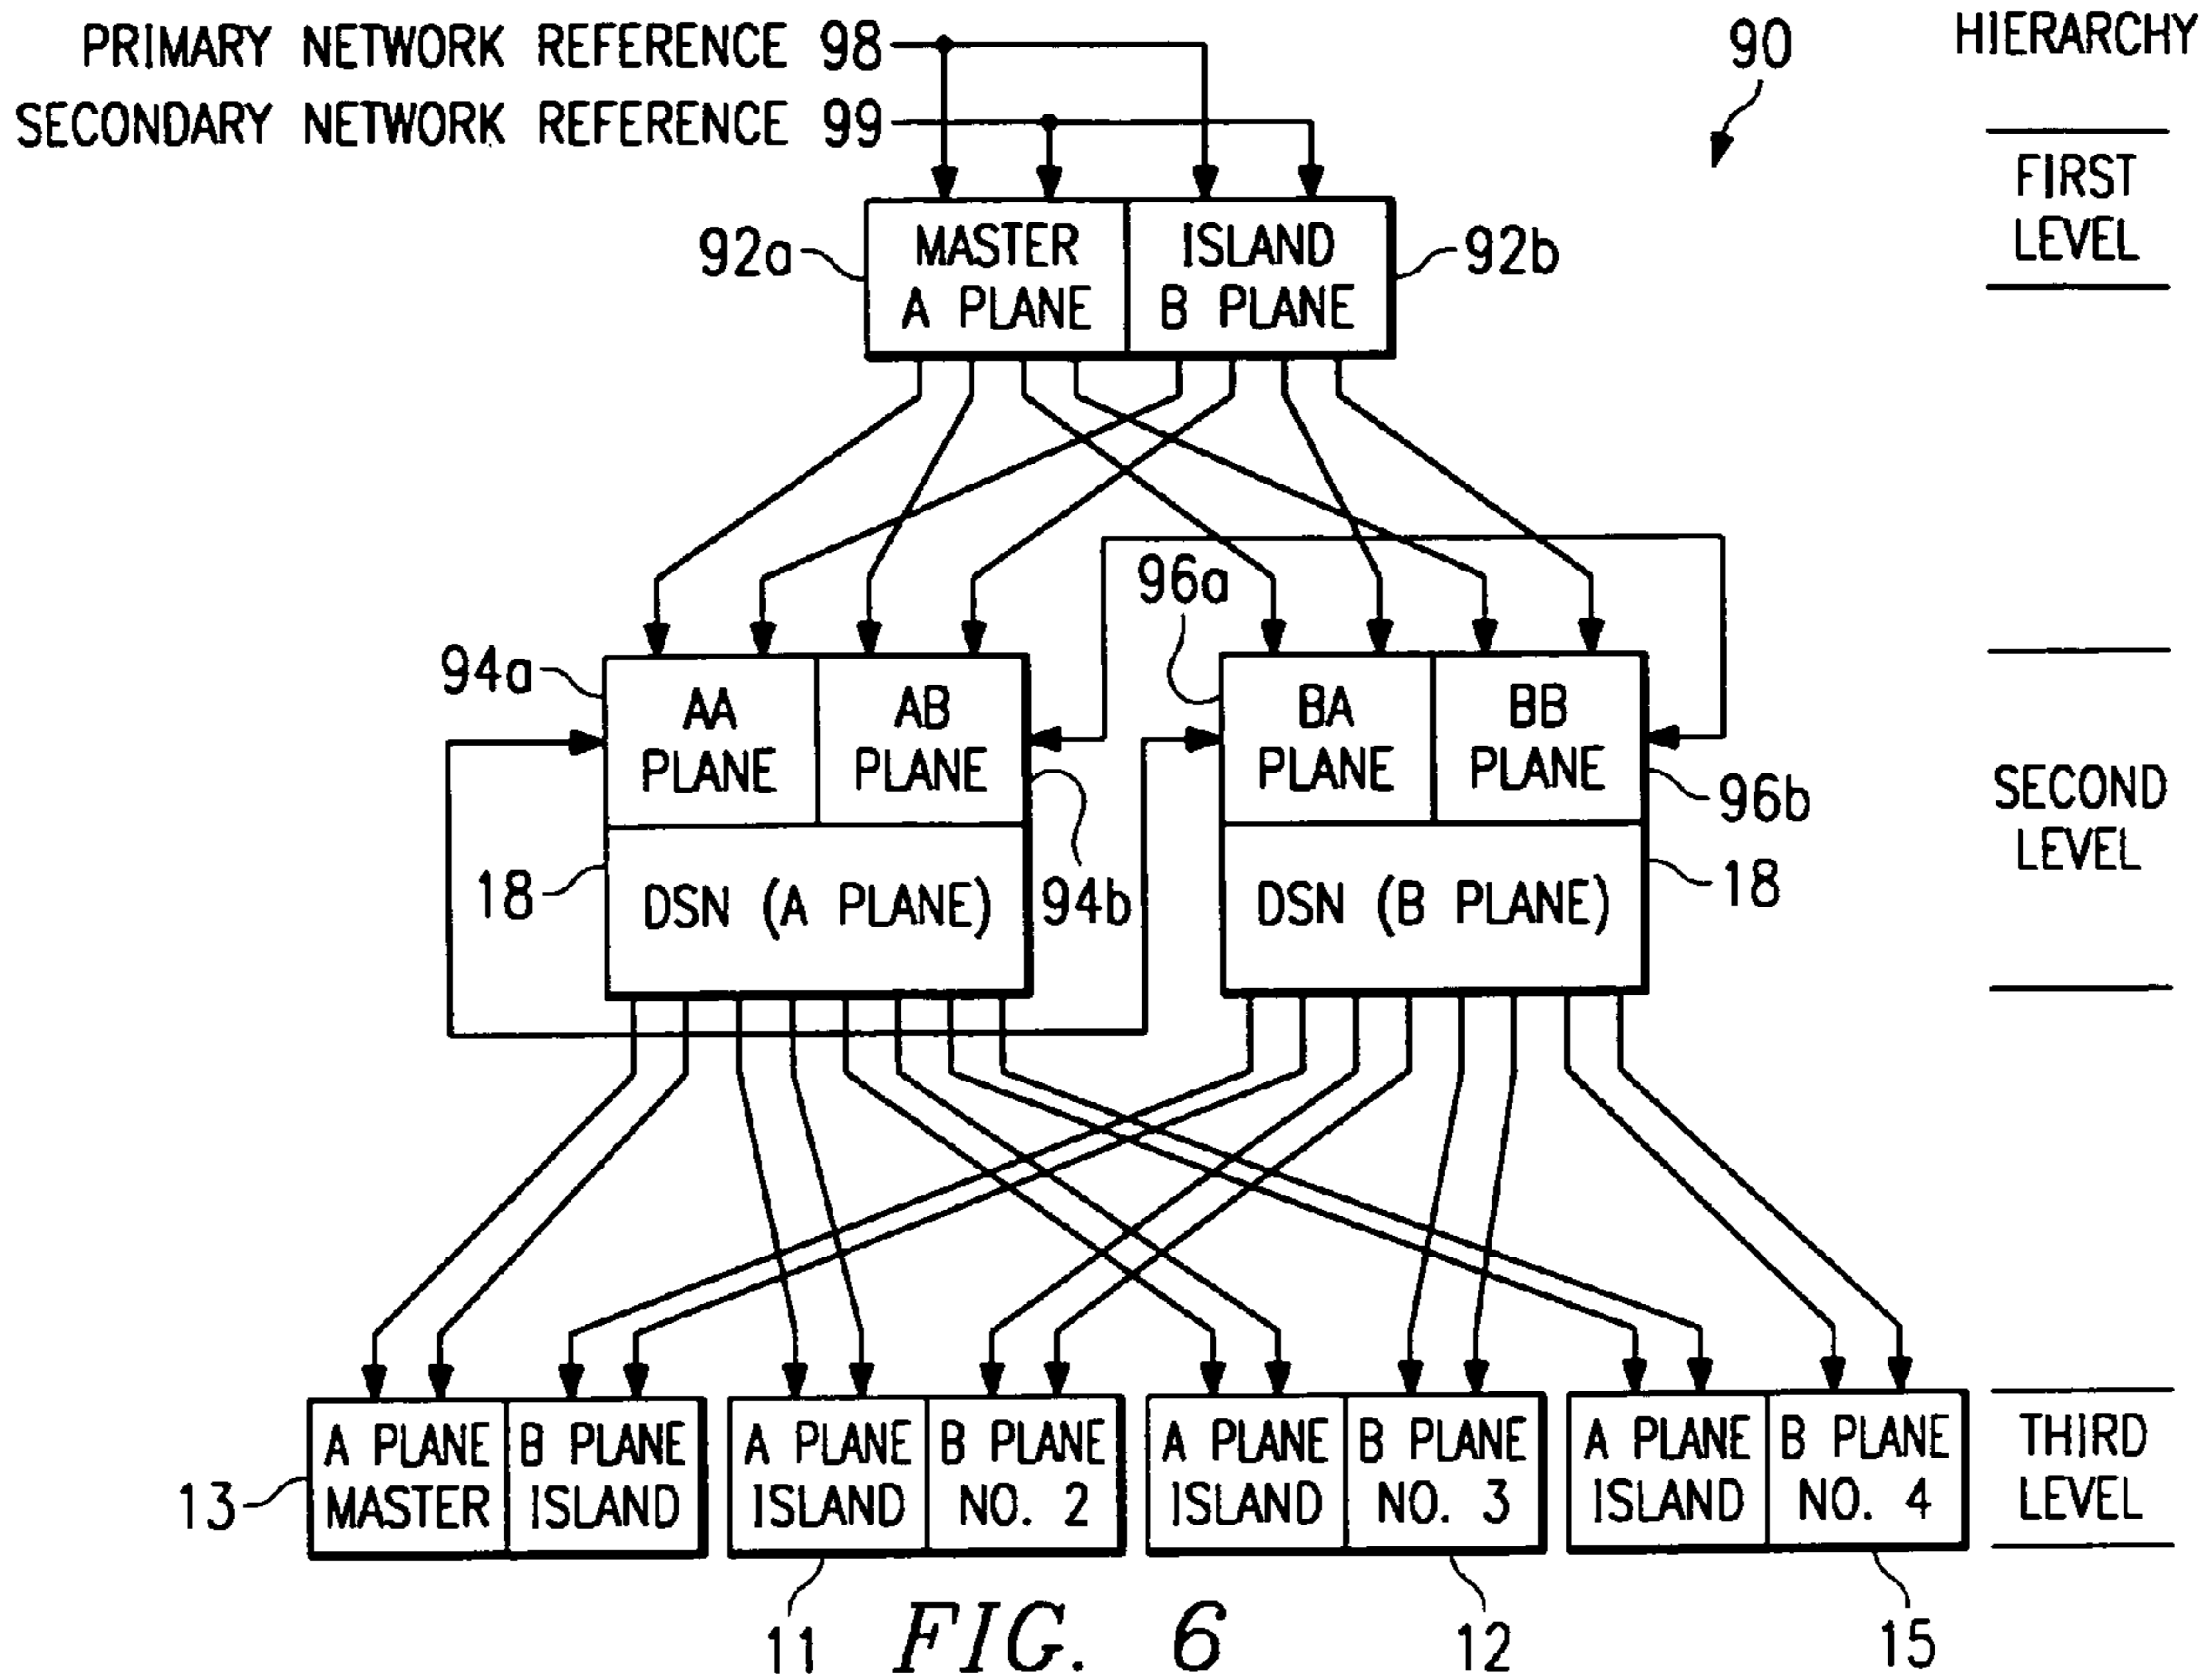 PRIMARY NETWORK REFERENCE 98
SECONDARY NETWORK REFERENCE 99
90
HIERARCHY
FIRST
LEVEL
92a
MASTER
A PLANE
ISLAND
B PLANE
92b
96a
94a
AA
PLANE
AB
PLANE
BA
PLANE
BB
PLANE
96b
SECOND
LEVEL
18
DSN (A PLANE)
94b
DSN (B PLANE)
18
13
A PLANE
MASTER
B PLANE
ISLAND
A PLANE
ISLAND
B PLANE
NO. 2
A PLANE
ISLAND
B PLANE
NO. 3
A PLANE
ISLAND
B PLANE
NO. 4
THIRD
LEVEL
11
12
15
FIG. 6